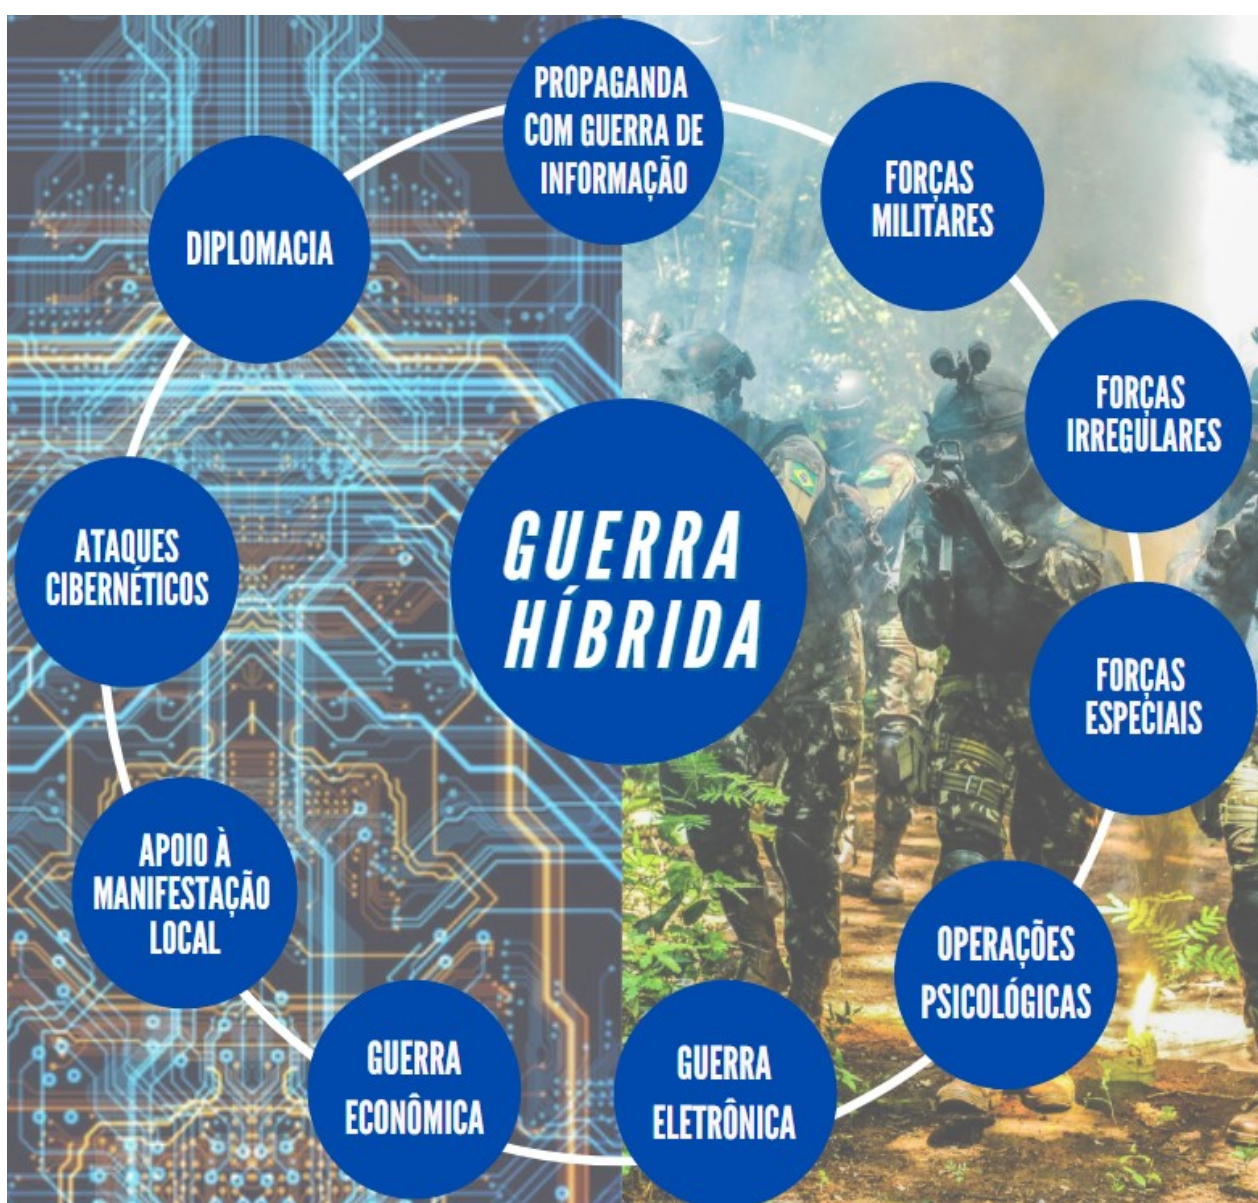 PROPAGANDA
COM GUERRA DE
INFORMAÇÃO
FORÇAS
MILITARES
FORÇAS
IRREGULARES
FORÇAS
ESPECIAIS
OPERAÇÕES
PSICOLÓGICAS
GUERRA
ELETRÔNICA
GUERRA
ECONÔMICA
APOIO À
MANIFESTAÇÃO
LOCAL
ATAQUES
CIBERNÉTICOS
DIPLOMACIA
GUERRA
HÍBRIDA